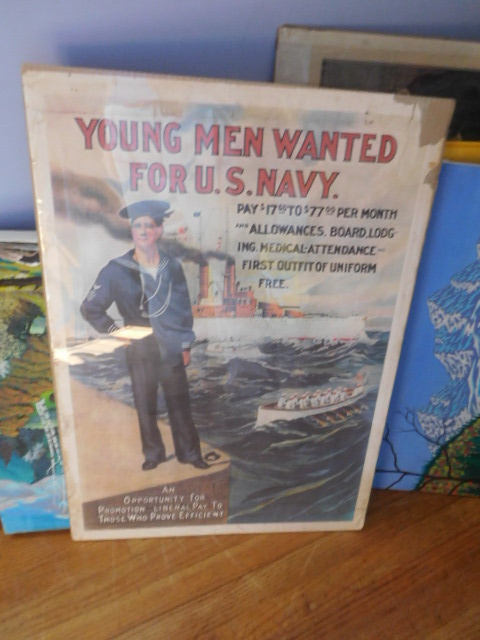 YOUNG MEN WANTED
FOR U.S. NAVY.
PAY $17.60 TO $77.00 PER MONTH
AND ALLOWANCES, BOARD, LODG-
ING, MEDICAL-ATTENDANCE—
FIRST OUTFIT OF UNIFORM
FREE.
AN
OPPORTUNITY FOR
PROMOTION LIBERAL PAY TO
THOSE WHO PROVE EFFICIENT